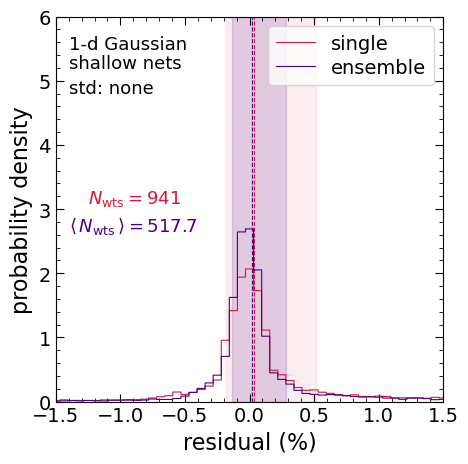 6
5
4
3
2
1
0
probability density
1-d Gaussian
shallow nets
std: none
single
ensemble
N_wts = 941
⟨ N_wts ⟩ = 517.7
−1.5 −1.0 −0.5 0.0 0.5 1.0 1.5
residual (%)